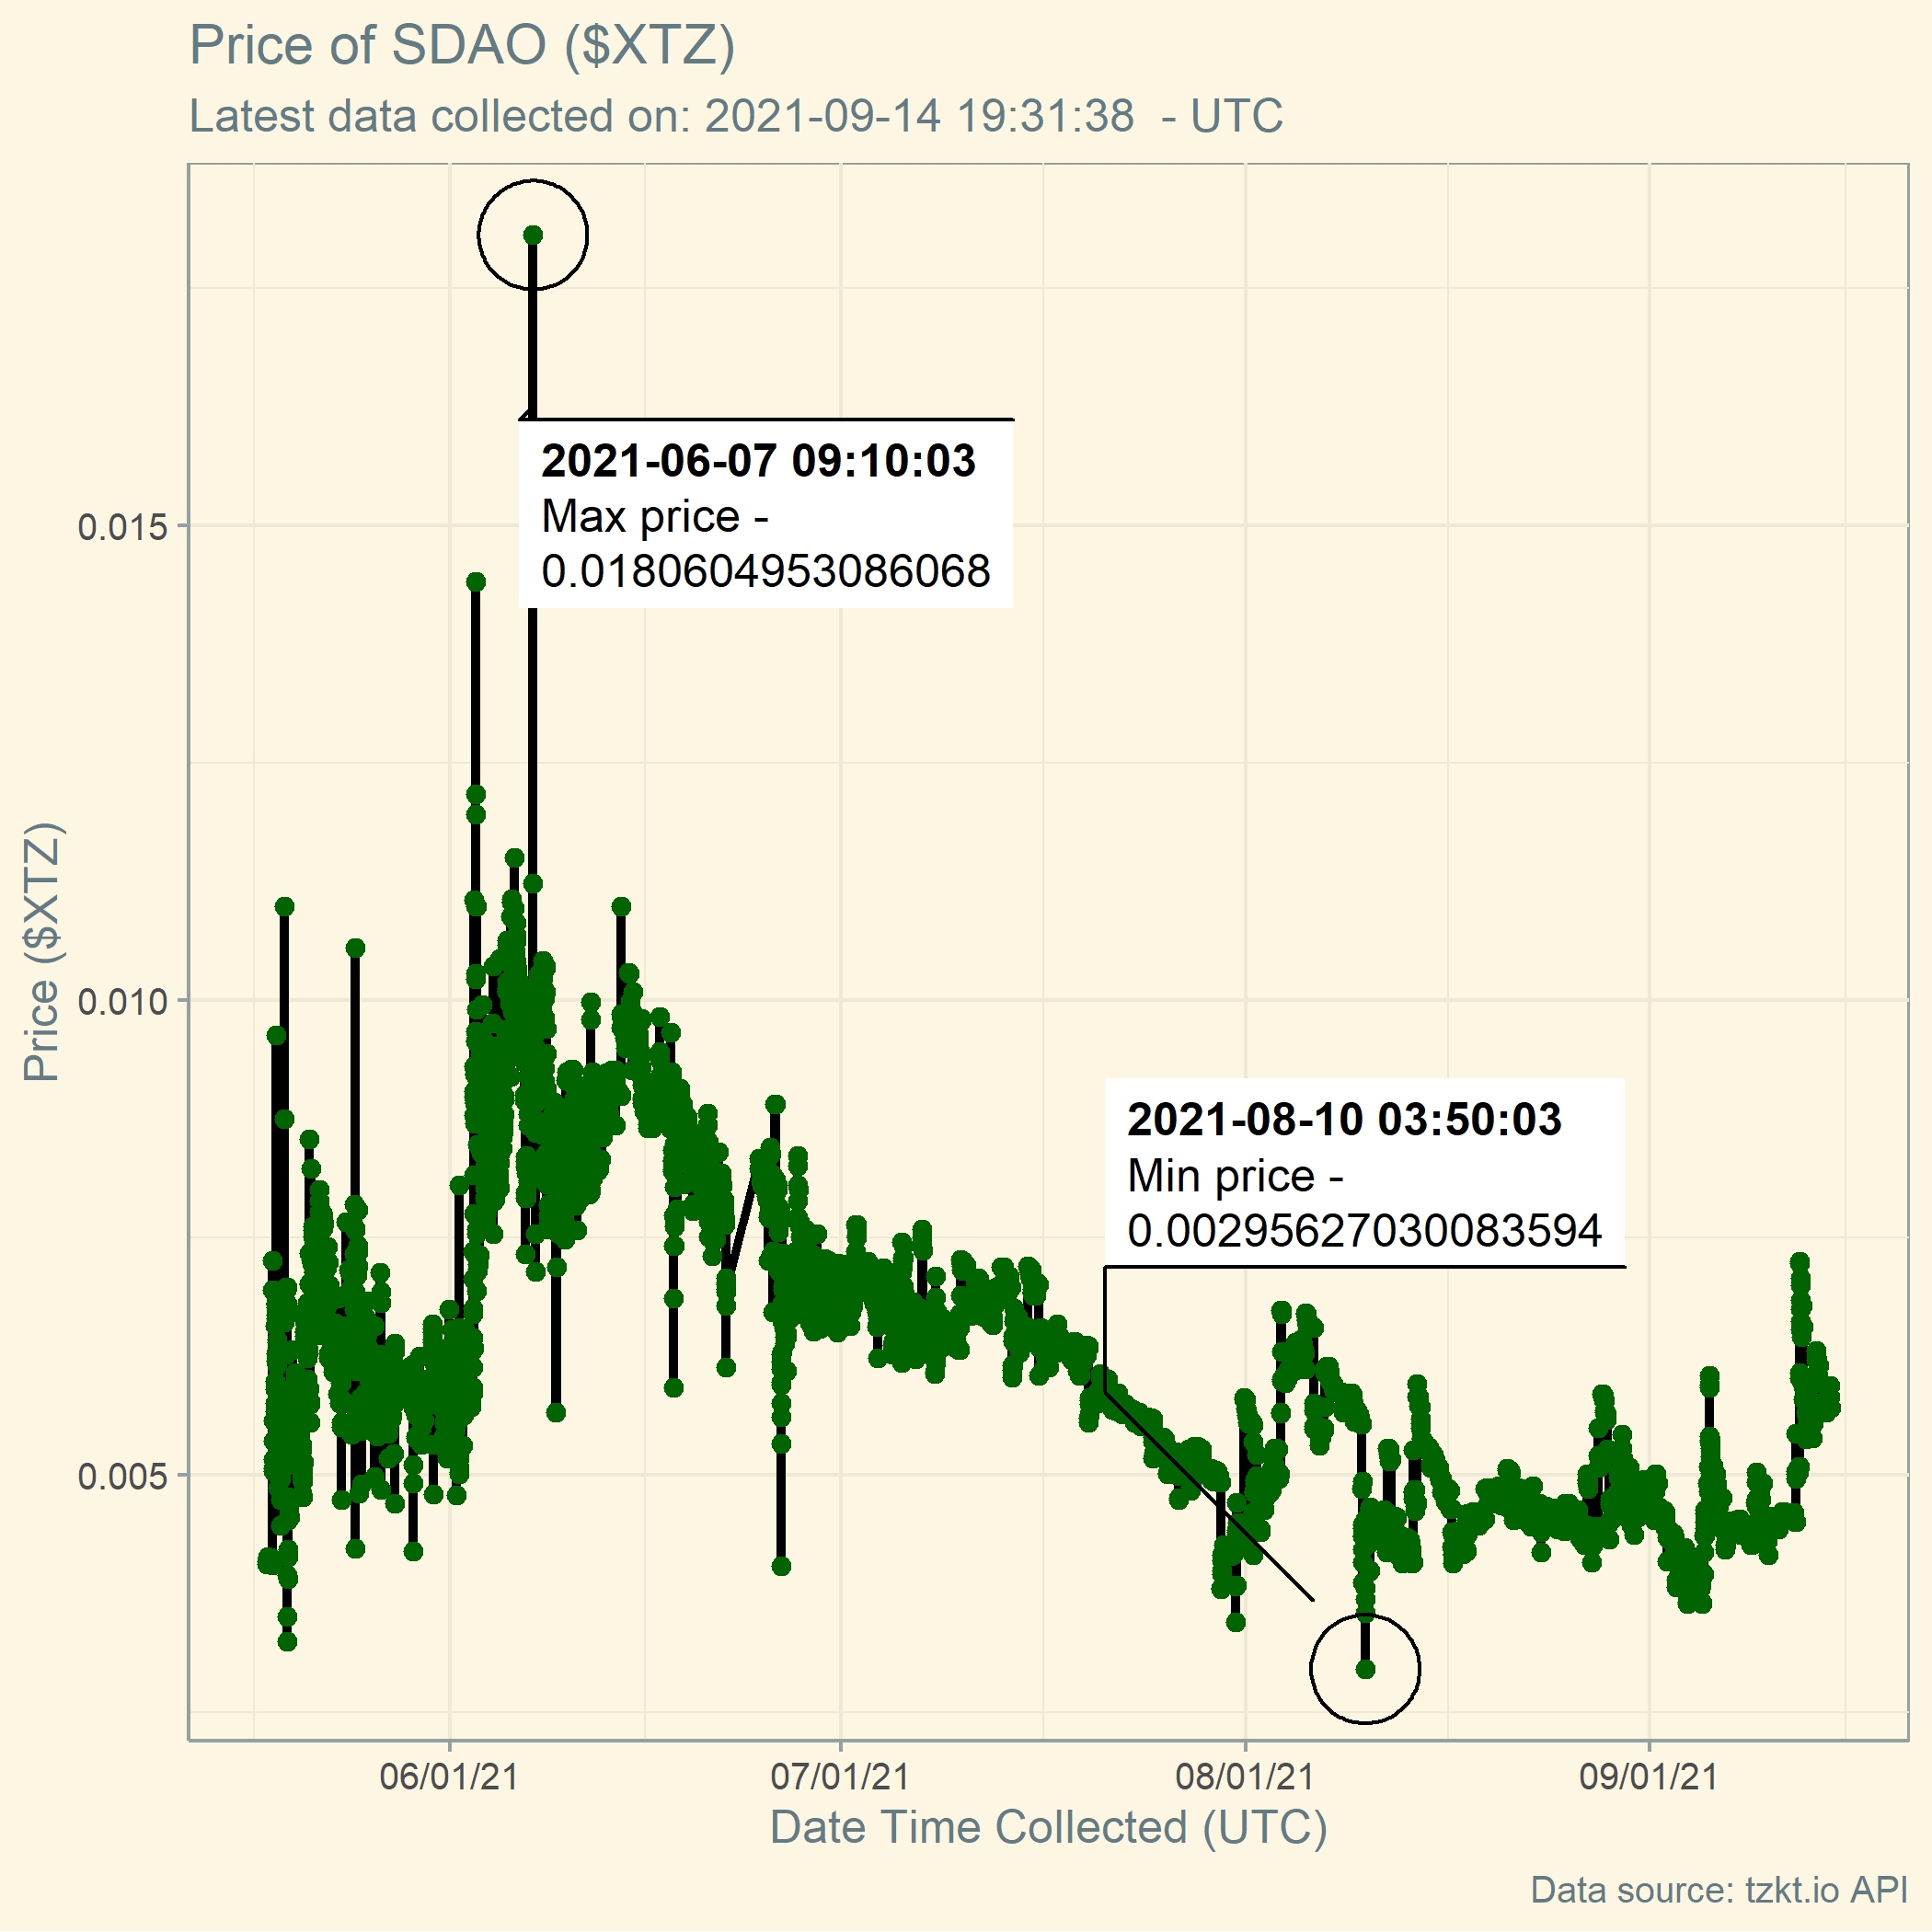 Price of SDAO ($XTZ)
Latest data collected on: 2021-09-14 19:31:38  - UTC
2021-06-07 09:10:03
Max price -
0.0180604953086068
0.015
Price ($XTZ)
0.010
2021-08-10 03:50:03
Min price -
0.00295627030083594
0.005
06/01/21
07/01/21
08/01/21
09/01/21
Date Time Collected (UTC)
Data source: tzkt.io API